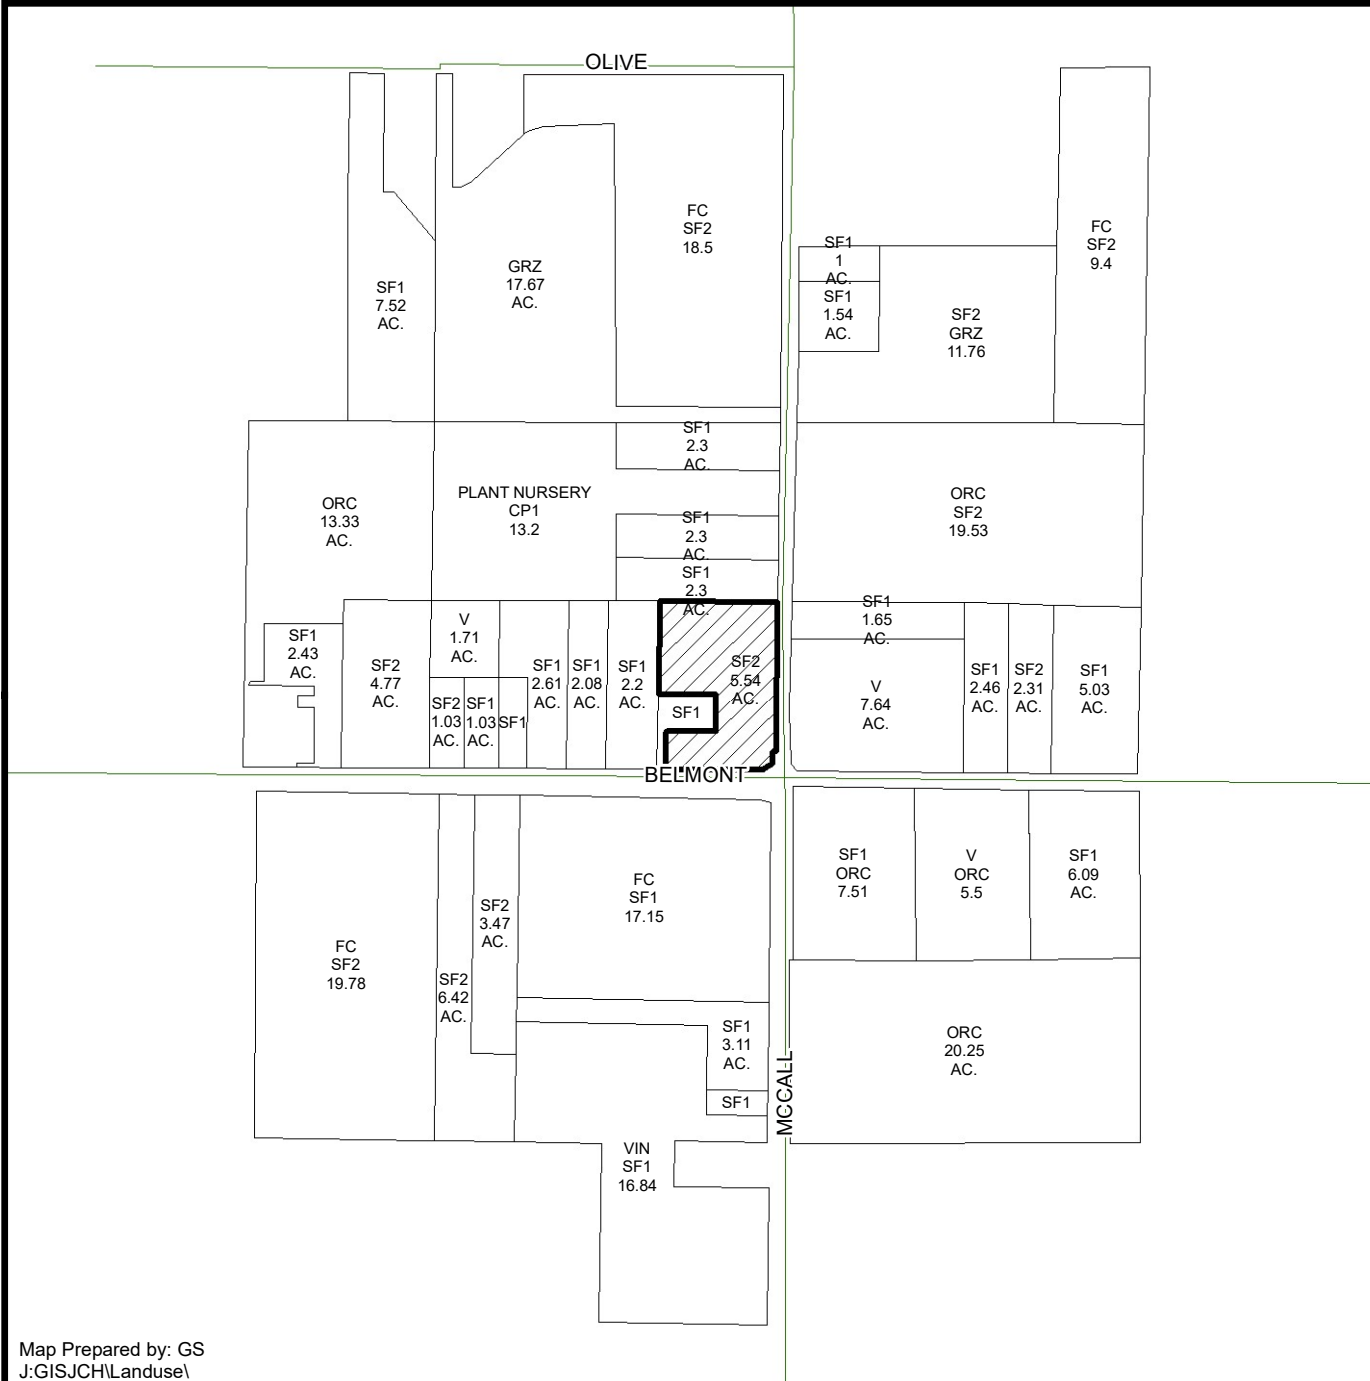 OLIVE
FC
SF2
18.5
FC
SF2
9.4
SF1
1
AC.
GRZ
17.67
AC.
SF1
7.52
AC.
SF1
1.54
AC.
SF2
GRZ
11.76
SF1
2.3
AC.
ORC
13.33
AC.
PLANT NURSERY
CP1
13.2
ORC
SF2
19.53
SF1
2.3
AC.
SF1
2.3
AC.
SF1
1.65
AC.
V
1.71
AC.
SF1
2.43
AC.
SF2
4.77
AC.
SF1
2.61
AC.
SF1
2.08
AC.
SF1
2.2
AC.
SF2
5.54
AC.
V
7.64
AC.
SF1
2.46
AC.
SF2
2.31
AC.
SF1
5.03
AC.
SF2
1.03
AC.
SF1
1.03
AC.
SF1
SF1
BELMONT
SF1
ORC
7.51
V
ORC
5.5
SF1
6.09
AC.
FC
SF1
17.15
SF2
3.47
AC.
FC
SF2
19.78
SF2
6.42
AC.
SF1
3.11
AC.
ORC
20.25
AC.
SF1
MCCALL
VIN
SF1
16.84
Map Prepared by: GS
J:GISJCH\Landuse\